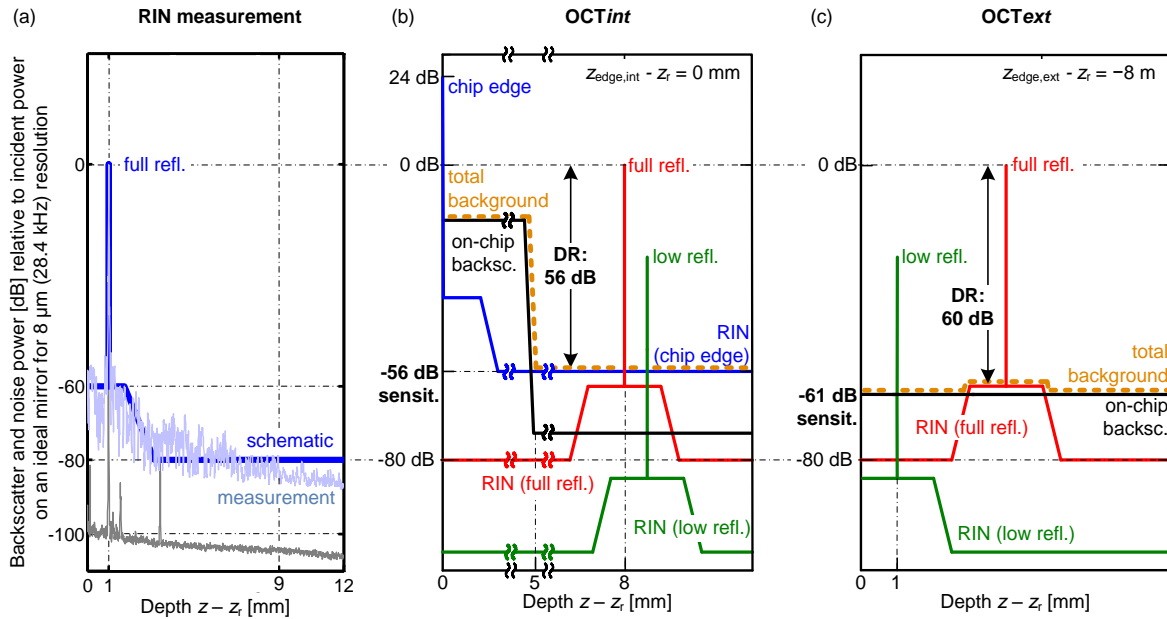 (a)
RIN measurement
Backscatter and noise power [dB] relative to incident power
on an ideal mirror for 8 µm (28.4 kHz) resolution
0
-60
-80
-100
full refl.
schematic
measurement
0
1
9
12
Depth z – zr [mm]
(b)
OCTint
zedge,int - zr = 0 mm
24 dB
chip edge
0 dB
full refl.
total
background
on-chip
backsc.
DR:
56 dB
low refl.
RIN
(chip edge)
-56 dB
sensit.
-80 dB
RIN (full refl.)
RIN (low refl.)
0
5
8
Depth z – zr [mm]
(c)
OCText
zedge,ext - zr = −8 m
0 dB
full refl.
low refl.
DR:
60 dB
total
background
-61 dB
sensit.
on-chip
backsc.
RIN (full refl.)
-80 dB
RIN (low refl.)
0
1
Depth z – zr [mm]